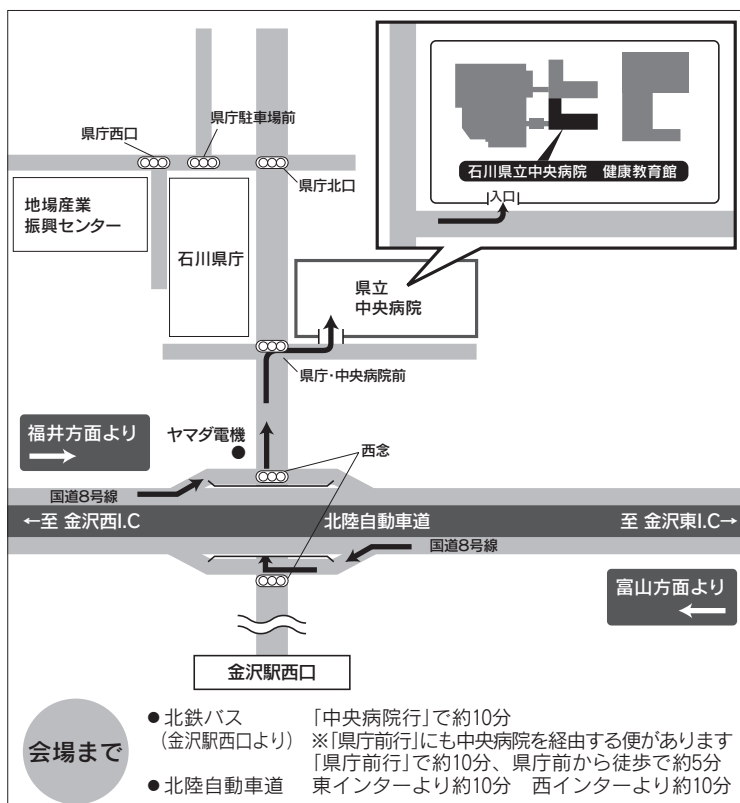 県庁駐車場前
県庁西口
県庁北口
石川県立中央病院　健康教育館
入口
地場産業
振興センター
石川県庁
県立
中央病院
県庁・中央病院前
福井方面より
→
ヤマダ電機
西念
国道8号線
←至 金沢西I.C
北陸自動車道
至 金沢東I.C→
国道8号線
富山方面より
←
金沢駅西口
会場まで
●北鉄バス　「中央病院行」で約10分
(金沢駅西口より)　※「県庁前行」にも中央病院を経由する便があります
「県庁前行」で約10分、県庁前から徒歩で約5分
●北陸自動車道　東インターより約10分　西インターより約10分